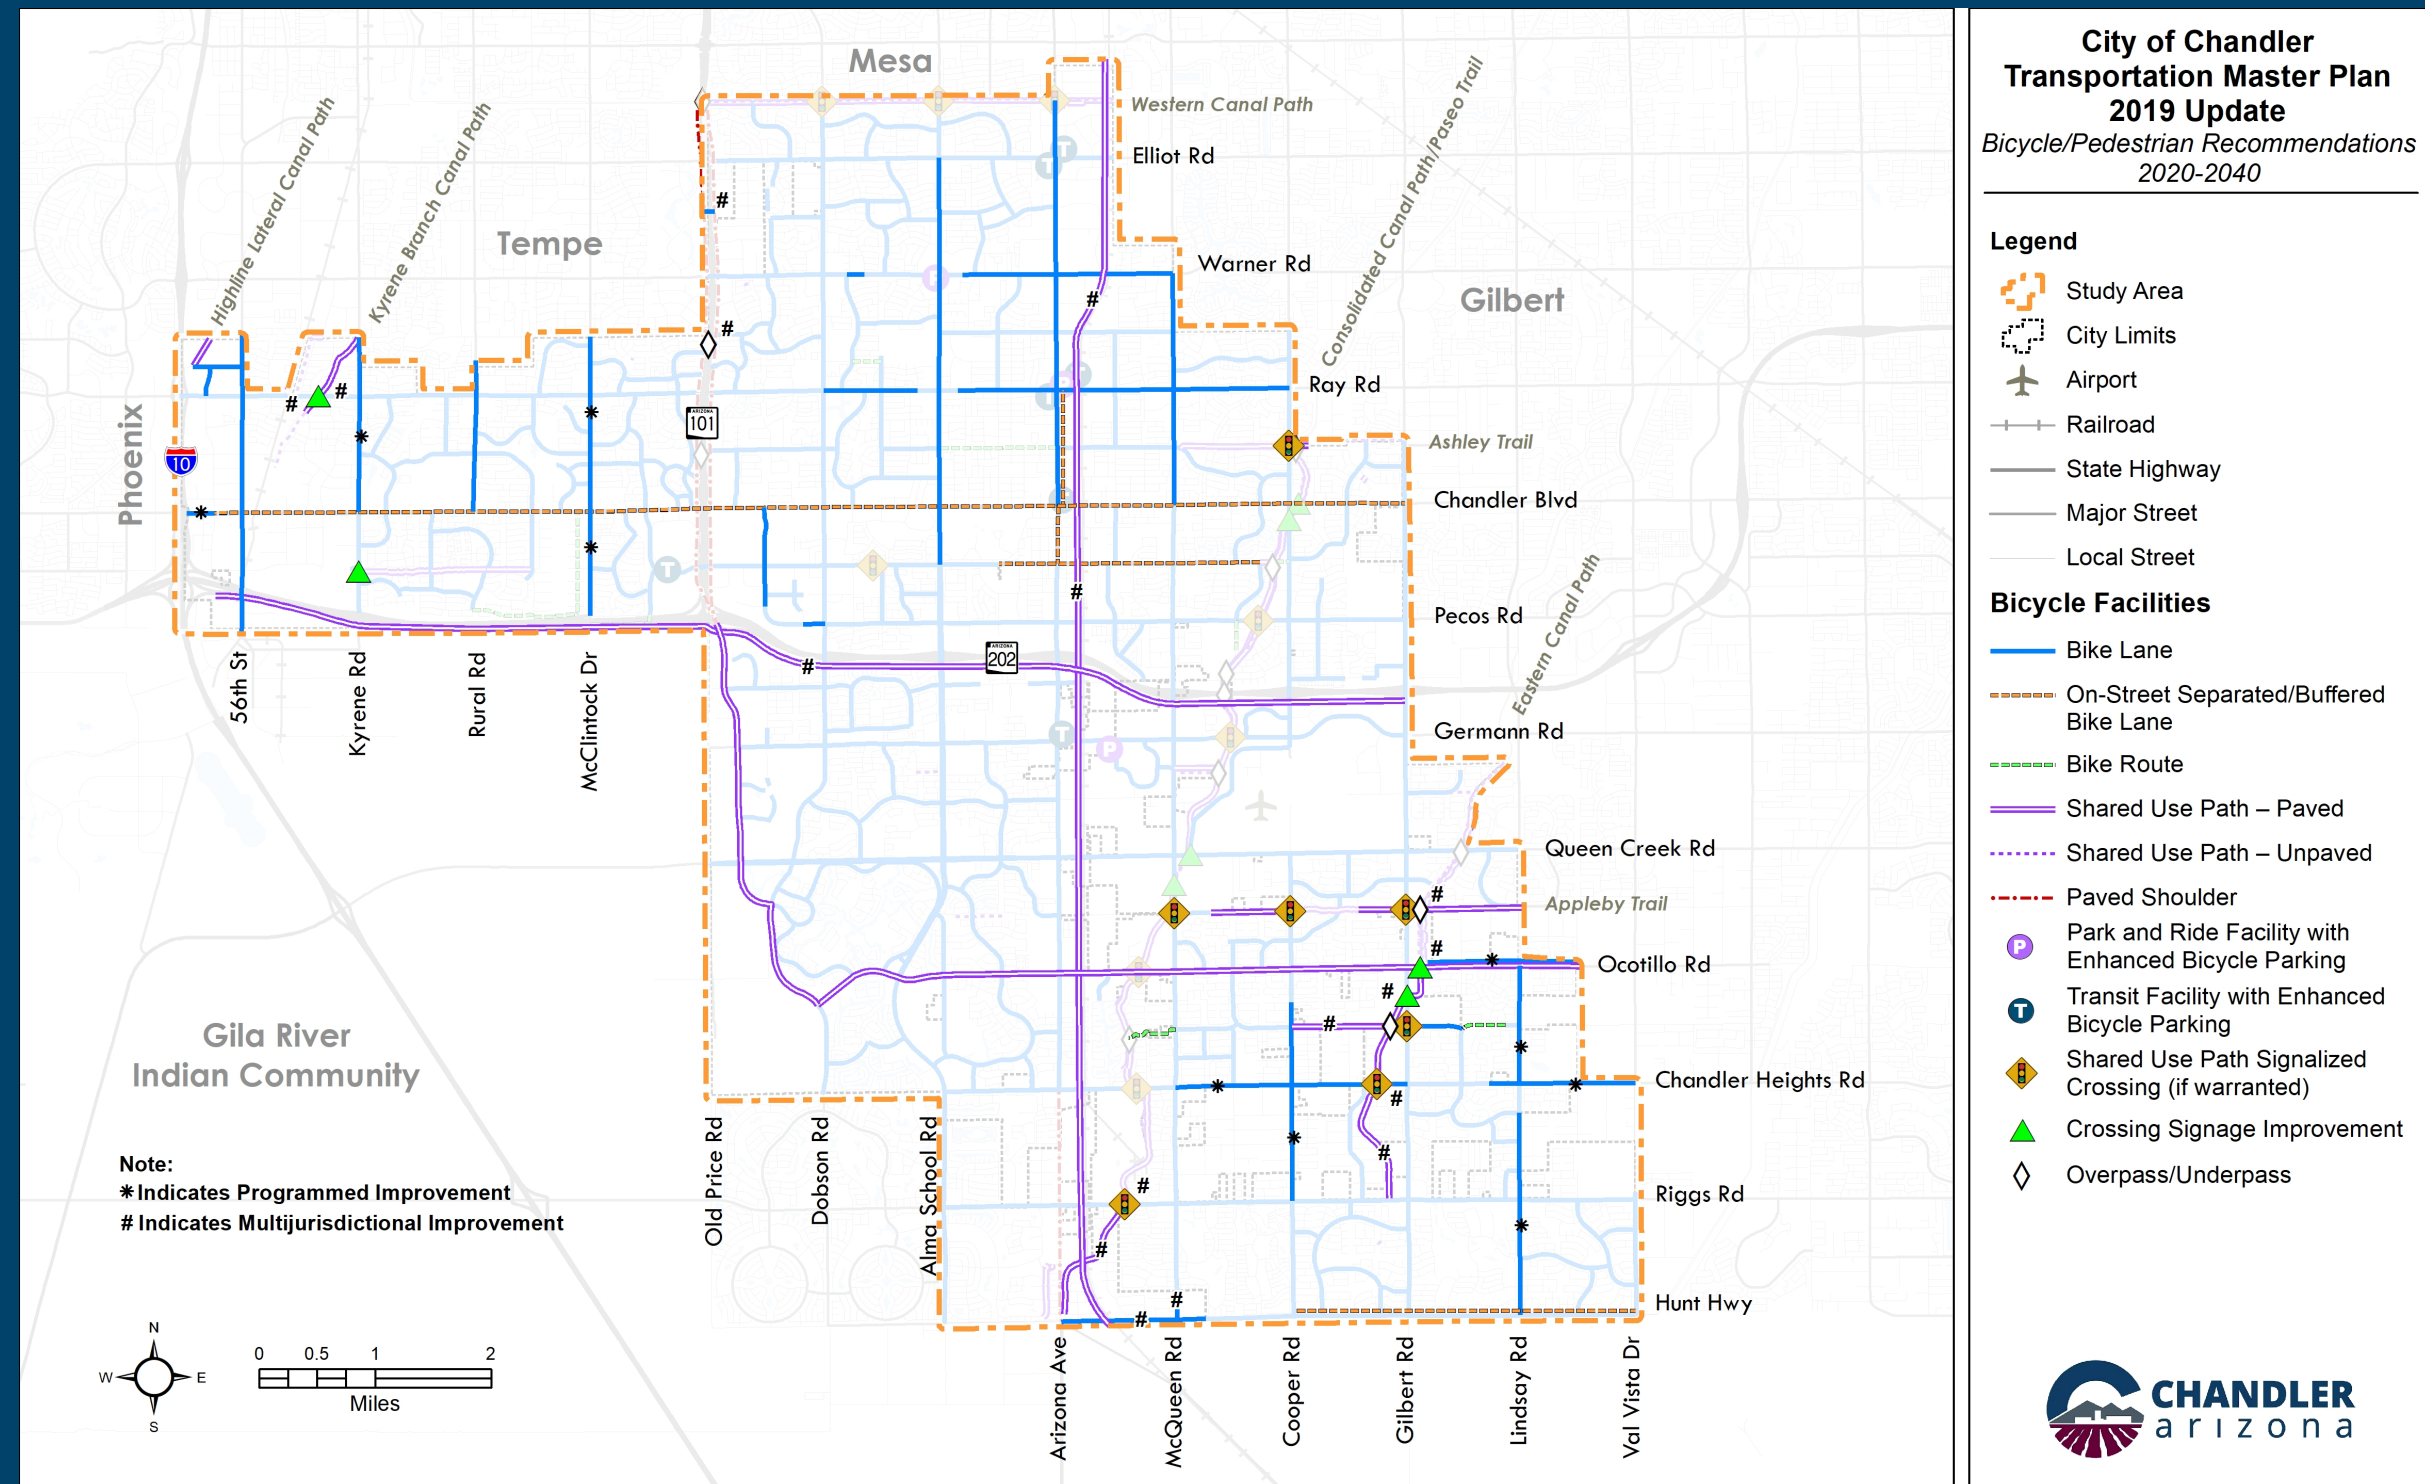 City of Chandler
Transportation Master Plan
2019 Update
Bicycle/Pedestrian Recommendations
2020-2040
Legend
Study Area
City Limits
Airport
Railroad
State Highway
Major Street
Local Street
Bicycle Facilities
Bike Lane
On-Street Separated/Buffered
Bike Lane
Bike Route
Shared Use Path – Paved
Shared Use Path – Unpaved
Paved Shoulder
P
Park and Ride Facility with
Enhanced Bicycle Parking
T
Transit Facility with Enhanced
Bicycle Parking
Shared Use Path Signalized
Crossing (if warranted)
Crossing Signage Improvement
Overpass/Underpass
CHANDLER
arizona
Mesa
Tempe
Gilbert
Phoenix
Gila River
Indian Community
Highline Lateral Canal Path
Kyrene Branch Canal Path
Western Canal Path
Consolidated Canal Path/Paseo Trail
Eastern Canal Path
Elliot Rd
Warner Rd
Ray Rd
Ashley Trail
Chandler Blvd
Pecos Rd
Germann Rd
Queen Creek Rd
Appleby Trail
Ocotillo Rd
Chandler Heights Rd
Riggs Rd
Hunt Hwy
10
ARIZONA
101
ARIZONA
202
56th St
Kyrene Rd
Rural Rd
McClintock Dr
Old Price Rd
Dobson Rd
Alma School Rd
Arizona Ave
McQueen Rd
Cooper Rd
Gilbert Rd
Lindsay Rd
Val Vista Dr
Note:
* Indicates Programmed Improvement
# Indicates Multijurisdictional Improvement
N
W
E
S
0 0.5 1 2
Miles